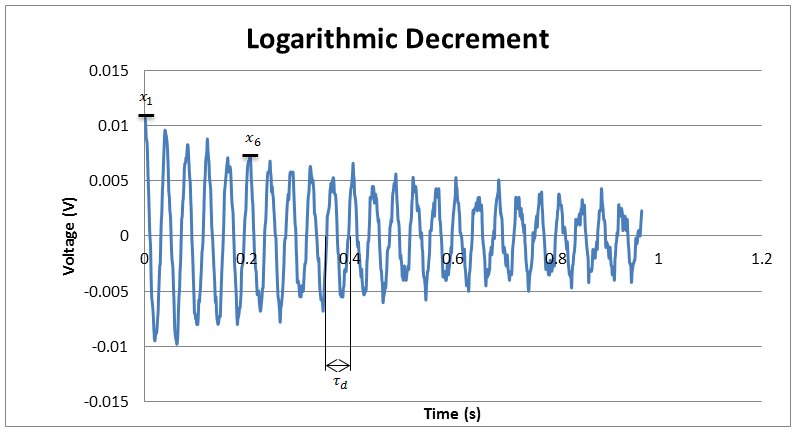 Logarithmic Decrement
0.015
0.01
0.005
0
-0.005
-0.01
-0.015
Voltage (V)
x₁
x₆
0 0.2 0.4 0.6 0.8 1 1.2
τ_d
Time (s)